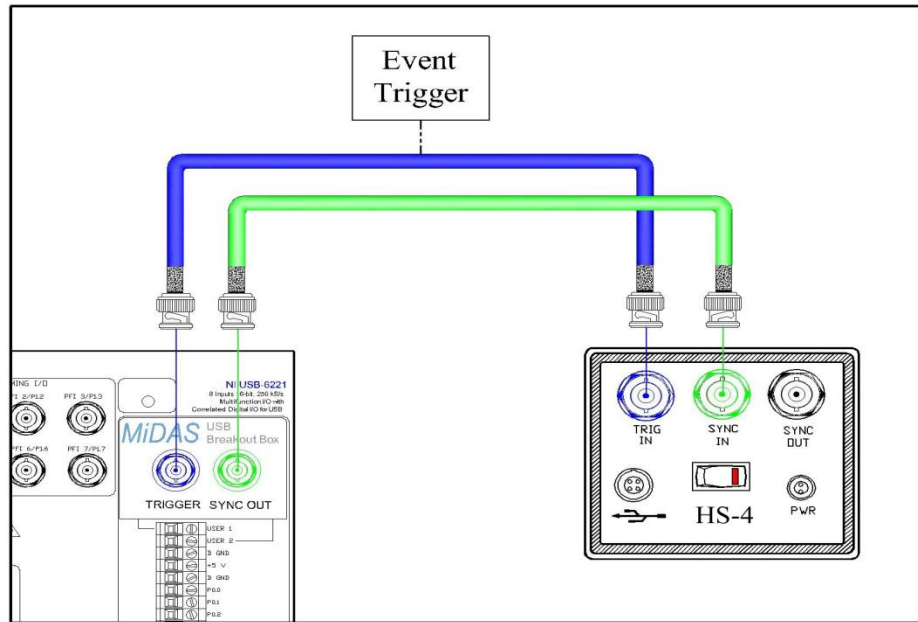 Event
Trigger
MING I/O
FI 2/P1.2 PFI 3/P1.3
PFI 6/P1.6 PFI 7/P1.7
NI USB-6221
8 Inputs, 16-bit, 250 kS/s
Multifunction I/O with
Correlated Digital I/O for USB
MiDAS USB
Breakout Box
TRIGGER SYNC OUT
USER 1
USER 2
D GND
+5 V
D GND
P0.0
P0.1
P0.2
TRIG
IN
SYNC
IN
SYNC
OUT
HS-4
PWR